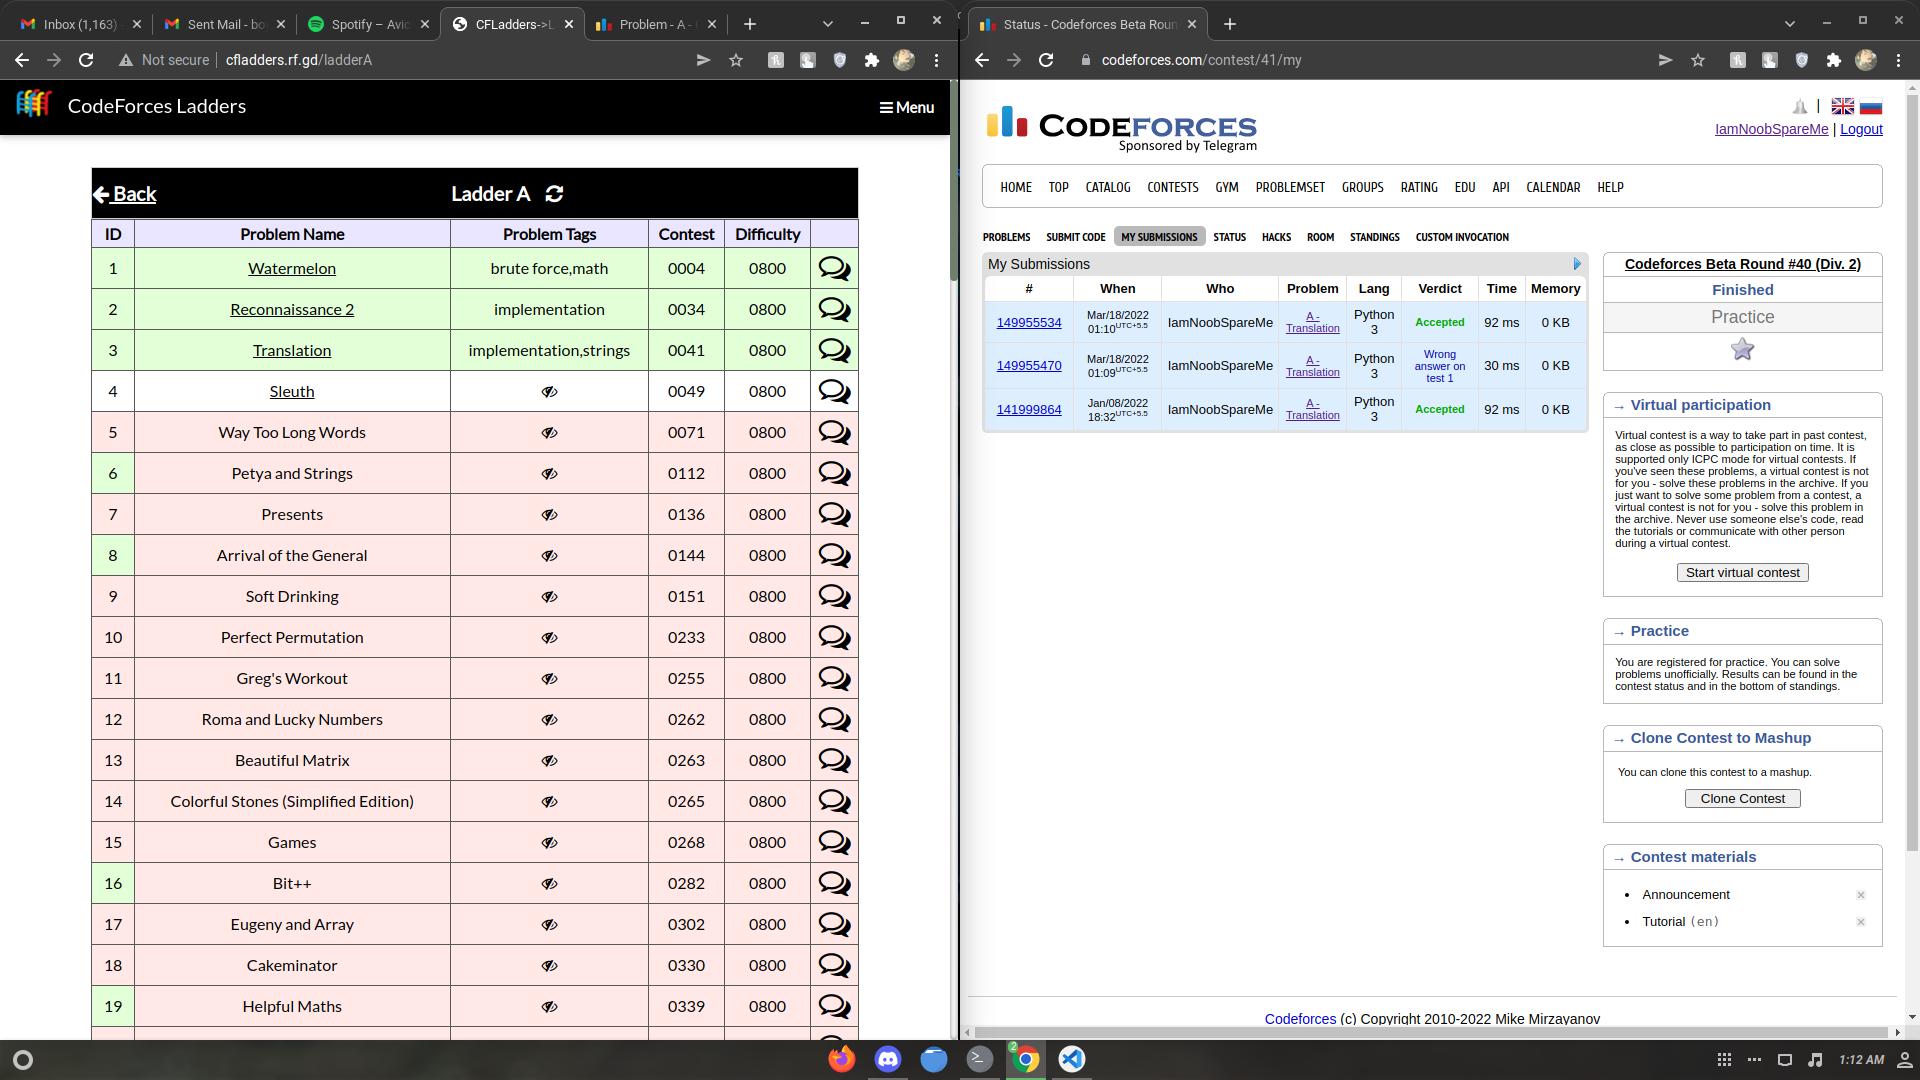 Inbox (1,163)
Sent Mail - bo
Spotify – Avic
CFLadders->L
Problem - A -
Not secure
cfladders.rf.gd/ladderA
CodeForces Ladders
Menu
Back
Ladder A
ID Problem Name Problem Tags Contest Difficulty
1 Watermelon brute force,math 0004 0800
2 Reconnaissance 2 implementation 0034 0800
3 Translation implementation,strings 0041 0800
4 Sleuth 0049 0800
5 Way Too Long Words 0071 0800
6 Petya and Strings 0112 0800
7 Presents 0136 0800
8 Arrival of the General 0144 0800
9 Soft Drinking 0151 0800
10 Perfect Permutation 0233 0800
11 Greg's Workout 0255 0800
12 Roma and Lucky Numbers 0262 0800
13 Beautiful Matrix 0263 0800
14 Colorful Stones (Simplified Edition) 0265 0800
15 Games 0268 0800
16 Bit++ 0282 0800
17 Eugeny and Array 0302 0800
18 Cakeminator 0330 0800
19 Helpful Maths 0339 0800
Status - Codeforces Beta Roun
codeforces.com/contest/41/my
CODEFORCES
Sponsored by Telegram
|
IamNoobSpareMe | Logout
HOME TOP CATALOG CONTESTS GYM PROBLEMSET GROUPS RATING EDU API CALENDAR HELP
PROBLEMS SUBMIT CODE MY SUBMISSIONS STATUS HACKS ROOM STANDINGS CUSTOM INVOCATION
My Submissions
# When Who Problem Lang Verdict Time Memory
149955534 Mar/18/2022 01:10UTC+5.5 IamNoobSpareMe A - Translation Python 3 Accepted 92 ms 0 KB
149955470 Mar/18/2022 01:09UTC+5.5 IamNoobSpareMe A - Translation Python 3 Wrong answer on test 1 30 ms 0 KB
141999864 Jan/08/2022 18:32UTC+5.5 IamNoobSpareMe A - Translation Python 3 Accepted 92 ms 0 KB
Codeforces Beta Round #40 (Div. 2)
Finished
Practice
→ Virtual participation
Virtual contest is a way to take part in past contest,
as close as possible to participation on time. It is
supported only ICPC mode for virtual contests. If
you've seen these problems, a virtual contest is not
for you - solve these problems in the archive. If you
just want to solve some problem from a contest, a
virtual contest is not for you - solve this problem in
the archive. Never use someone else's code, read
the tutorials or communicate with other person
during a virtual contest.
Start virtual contest
→ Practice
You are registered for practice. You can solve
problems unofficially. Results can be found in the
contest status and in the bottom of standings.
→ Clone Contest to Mashup
You can clone this contest to a mashup.
Clone Contest
→ Contest materials
Announcement
Tutorial (en)
Codeforces (c) Copyright 2010-2022 Mike Mirzayanov
2
1:12 AM